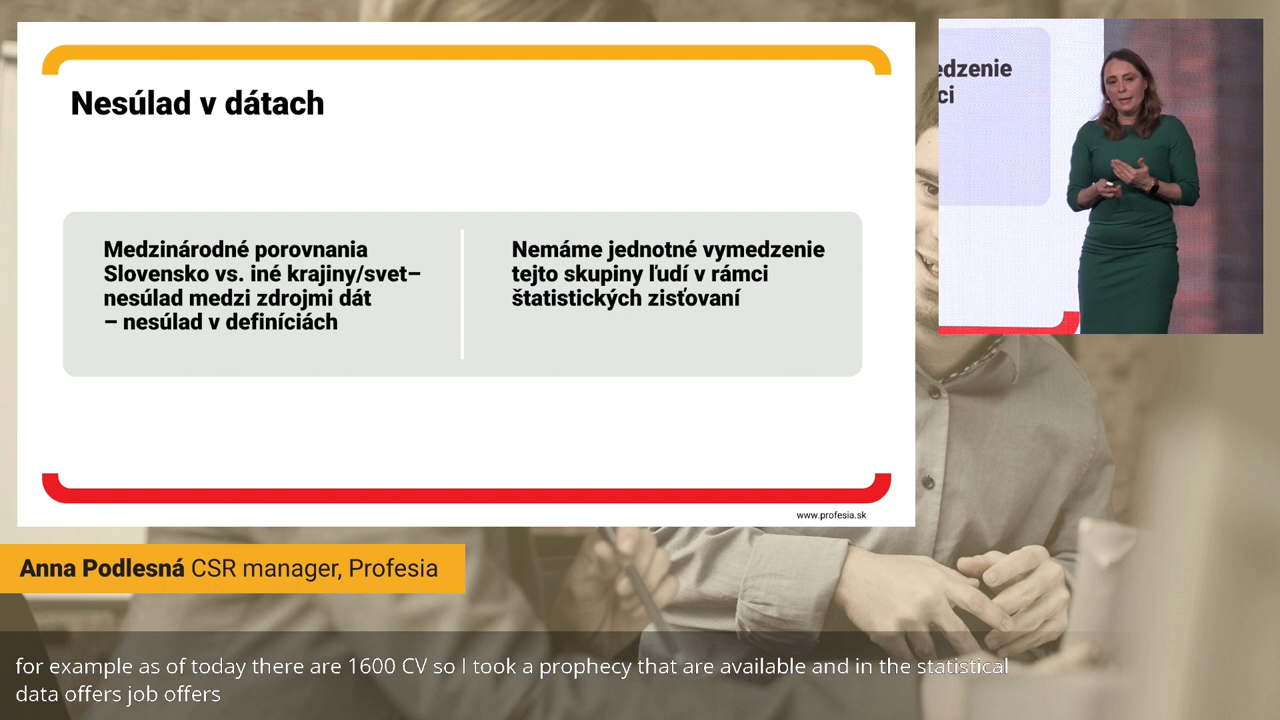 Nesúlad v dátach
Medzinárodné porovnania
Slovensko vs. iné krajiny/svet–
nesúlad medzi zdrojmi dát
– nesúlad v definíciách
Nemáme jednotné vymedzenie
tejto skupiny ľudí v rámci
štatistických zisťovaní
www.profesia.sk
edzenie
ci
Anna Podlesná CSR manager, Profesia
for example as of today there are 1600 CV so I took a prophecy that are available and in the statistical
data offers job offers